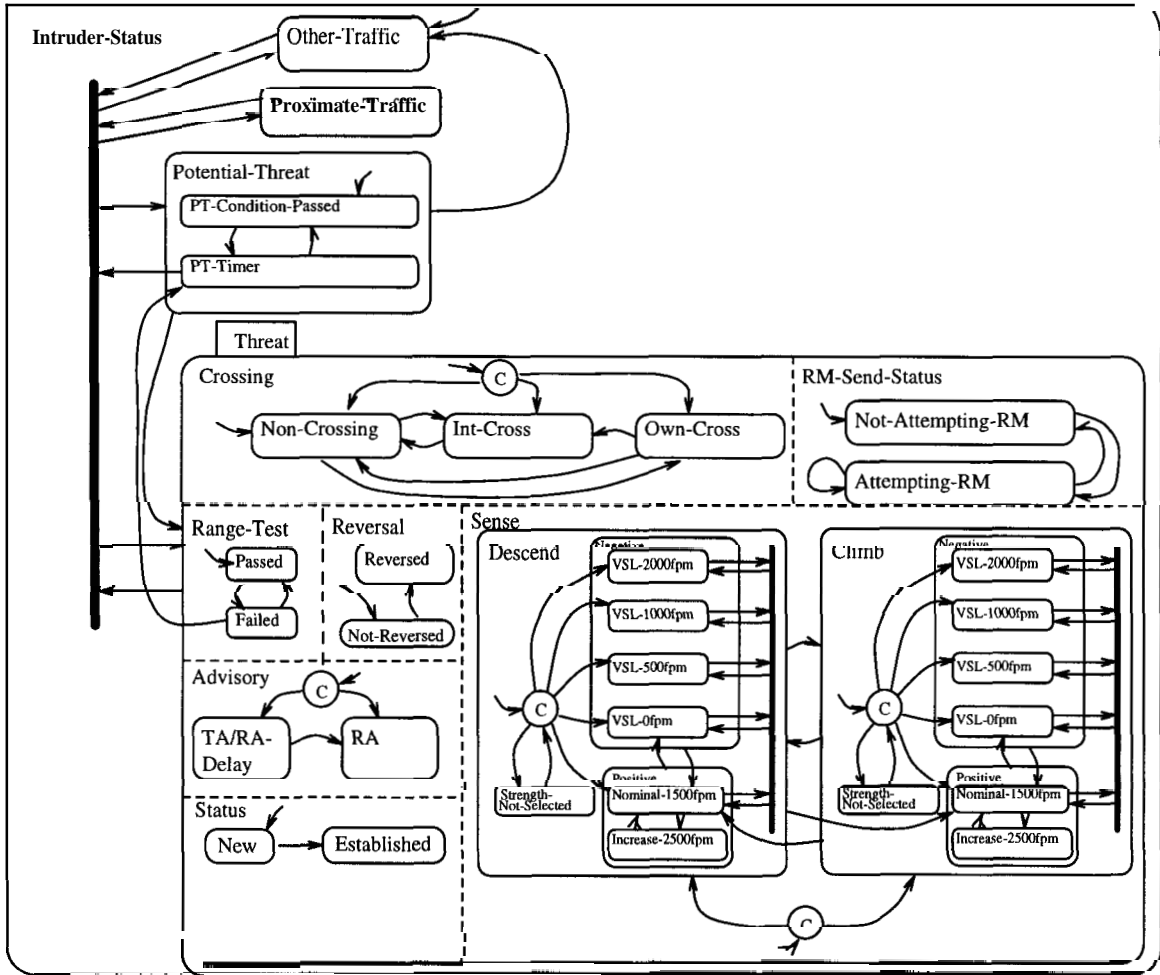 Intruder-Status
Other-Traffic
Proximate-Traffic
Potential-Threat
PT-Condition-Passed
PT-Timer
Threat
Crossing
C
Non-Crossing
Int-Cross
Own-Cross
RM-Send-Status
Not-Attempting-RM
Attempting-RM
Range-Test
Passed
Failed
Reversal
Reversed
Not-Reversed
Advisory
C
TA/RA-
Delay
RA
Status
New
Established
Sense
Descend
Negative
VSL-2000fpm
VSL-1000fpm
VSL-500fpm
VSL-0fpm
C
Strength-
Not-Selected
Positive
Nominal-1500fpm
Increase-2500fpm
Climb
Negative
VSL-2000fpm
VSL-1000fpm
VSL-500fpm
VSL-0fpm
C
Strength-
Not-Selected
Positive
Nominal-1500fpm
Increase-2500fpm
C